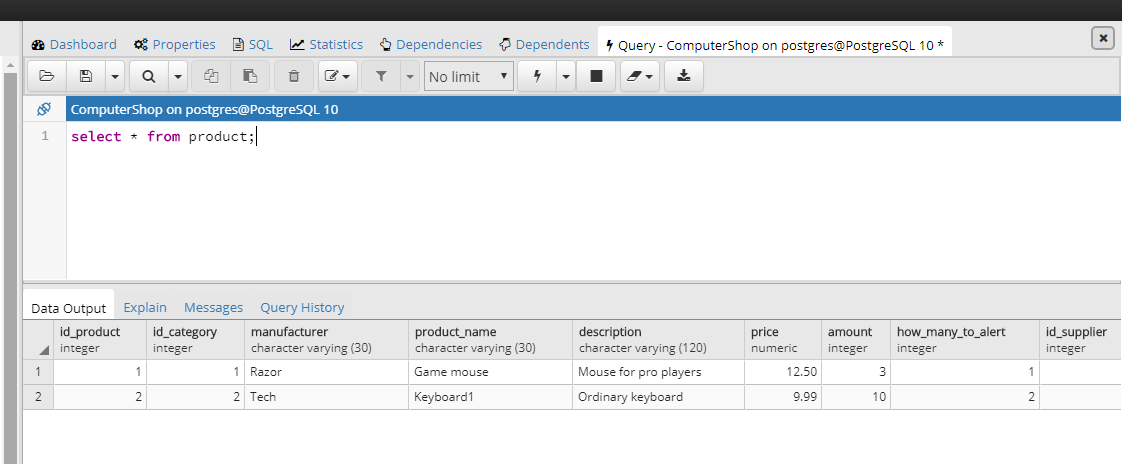 Dashboard Properties SQL Statistics Dependencies Dependents Query - ComputerShop on postgres@PostgreSQL 10 *
No limit
ComputerShop on postgres@PostgreSQL 10
1 select * from product;
Data Output Explain Messages Query History
id_product id_category manufacturer product_name description price amount how_many_to_alert id_supplier
integer integer character varying (30) character varying (30) character varying (120) numeric integer integer integer
1 1 1 Razor Game mouse Mouse for pro players 12.50 3 1
2 2 2 Tech Keyboard1 Ordinary keyboard 9.99 10 2